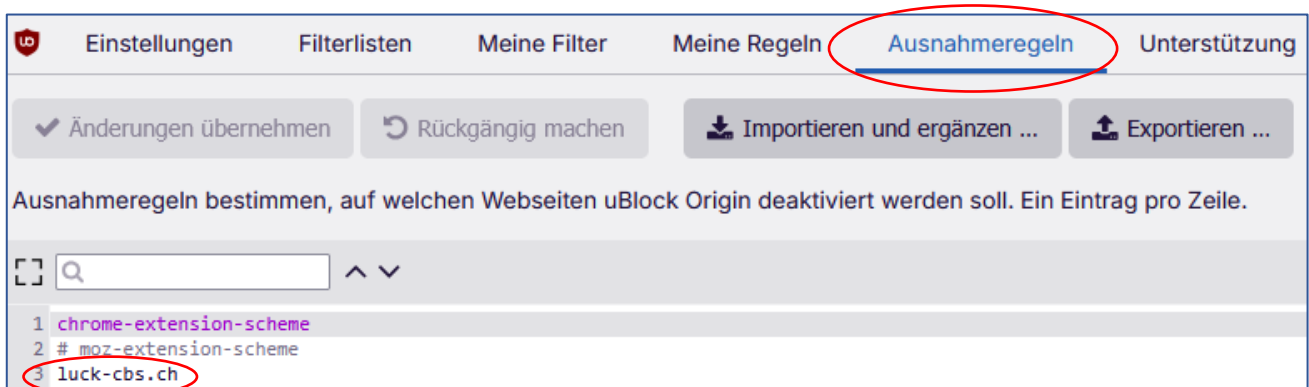 Einstellungen Filterlisten Meine Filter Meine Regeln Ausnahmeregeln Unterstützung
Änderungen übernehmen Rückgängig machen Importieren und ergänzen ... Exportieren ...
Ausnahmeregeln bestimmen, auf welchen Webseiten uBlock Origin deaktiviert werden soll. Ein Eintrag pro Zeile.
1 chrome-extension-scheme
2 # moz-extension-scheme
3 luck-cbs.ch